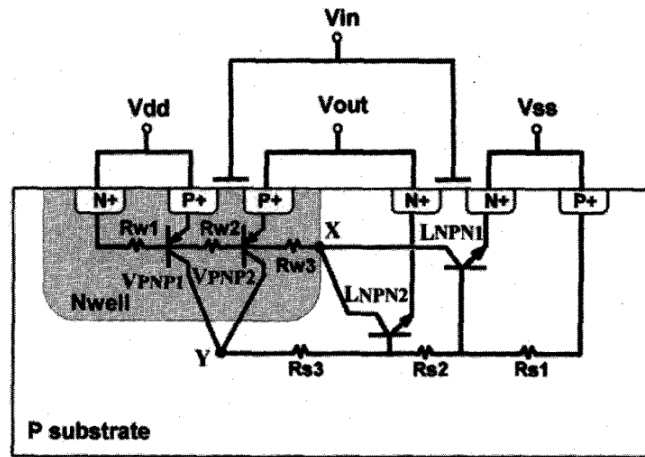 Vin
Vdd
Vout
Vss
N+ P+ P+ N+ N+ P+
Rw1 Rw2 X LNPN1
Rw3
VPNP1 VPNP2
LNPN2
Nwell
Y
Rs3 Rs2 Rs1
P substrate